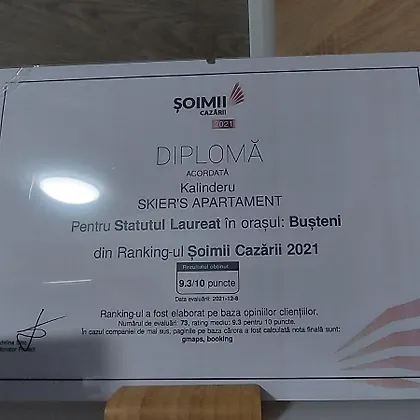 ȘOIMII
CAZĂRII
2021
DIPLOMĂ
ACORDATĂ
Kalinderu
SKIER'S APARTAMENT
Pentru Statutul Laureat în orașul: Bușteni
din Ranking-ul Șoimii Cazării 2021
Rezultatul obținut
9.3/10 puncte
Data evaluării: 2021-12-8
Ranking-ul a fost elaborat pe baza opiniilor clienților.
Numărul de evaluări: 73, rating mediu: 9.3 pentru 10 puncte.
În cazul companiei de mai sus, paginile pe baza cărora a fost calculată nota finală sunt:
gmaps, booking